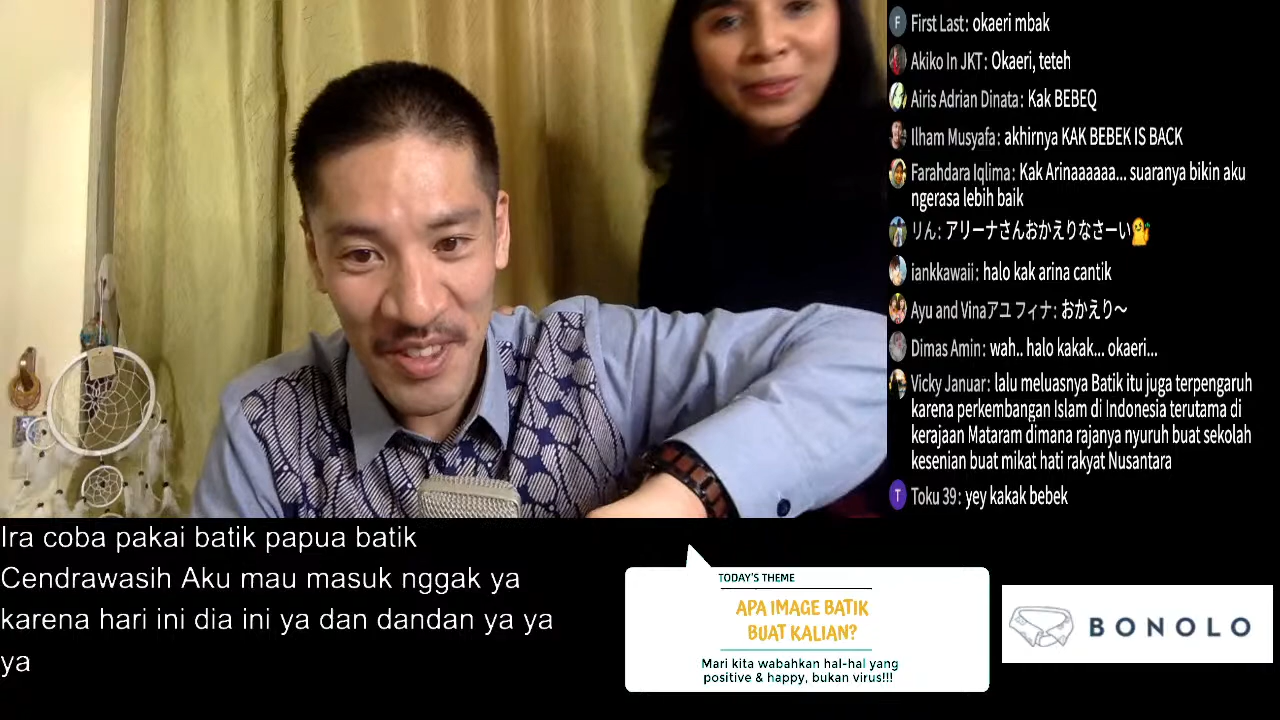 First Last: okaeri mbak
Akiko In JKT: Okaeri, teteh
Airis Adrian Dinata: Kak BEBEQ
Ilham Musyafa: akhirnya KAK BEBEK IS BACK
Farahdara Iqlima: Kak Arinaaaaaa... suaranya bikin aku
ngerasa lebih baik
りん: アリーナさんおかえりなさーい
iankkawaii: halo kak arina cantik
Ayu and Vinaアユ フィナ: おかえり～
Dimas Amin: wah.. halo kakak... okaeri...
Vicky Januar: lalu meluasnya Batik itu juga terpengaruh
karena perkembangan Islam di Indonesia terutama di
kerajaan Mataram dimana rajanya nyuruh buat sekolah
kesenian buat mikat hati rakyat Nusantara
T Toku 39: yey kakak bebek
Ira coba pakai batik papua batik
Cendrawasih Aku mau masuk nggak ya
karena hari ini dia ini ya dan dandan ya ya
ya
TODAY'S THEME
APA IMAGE BATIK
BUAT KALIAN?
Mari kita wabahkan hal-hal yang
positive & happy, bukan virus!!!
BONOLO